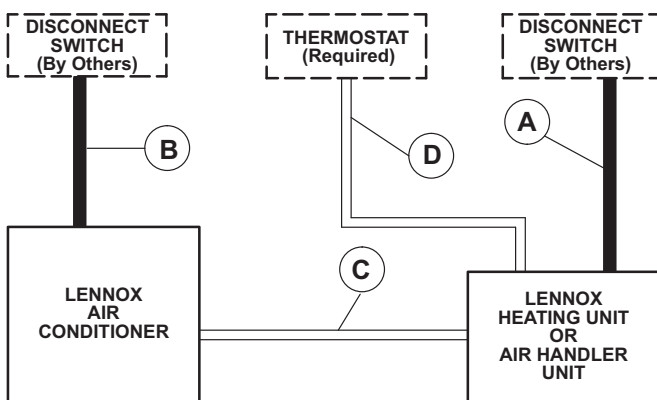 DISCONNECT
SWITCH
(By Others)
THERMOSTAT
(Required)
DISCONNECT
SWITCH
(By Others)
B
D
A
C
LENNOX
AIR
CONDITIONER
LENNOX
HEATING UNIT
OR
AIR HANDLER
UNIT